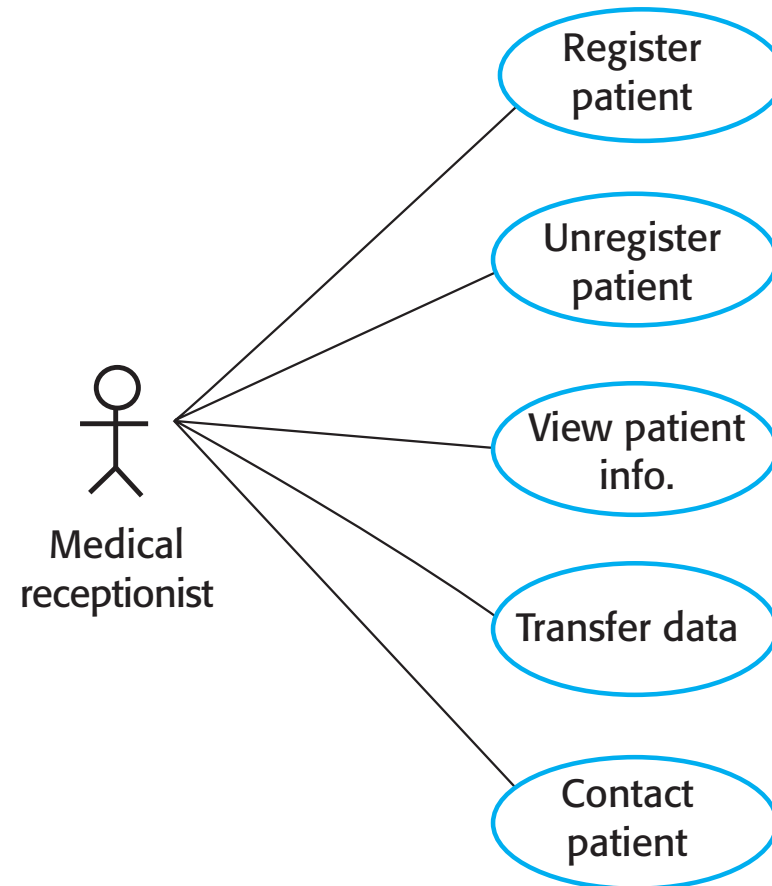 Register
patient
Unregister
patient
View patient
info.
Medical
receptionist
Transfer data
Contact
patient